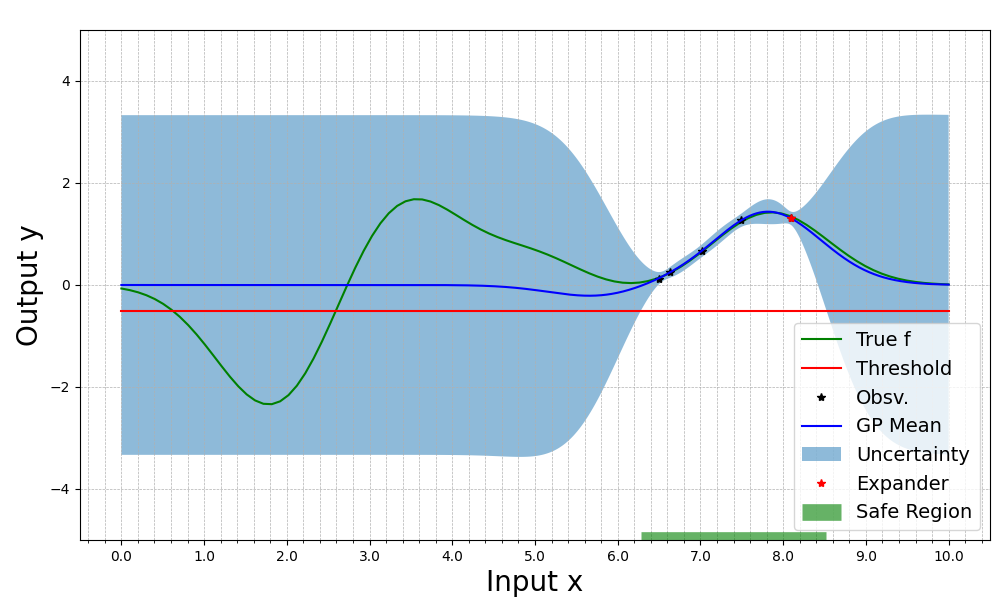 Output y
4
2
0
−2
−4
True f
Threshold
Obsv.
GP Mean
Uncertainty
Expander
Safe Region
0.0 1.0 2.0 3.0 4.0 5.0 6.0 7.0 8.0 9.0 10.0
Input x